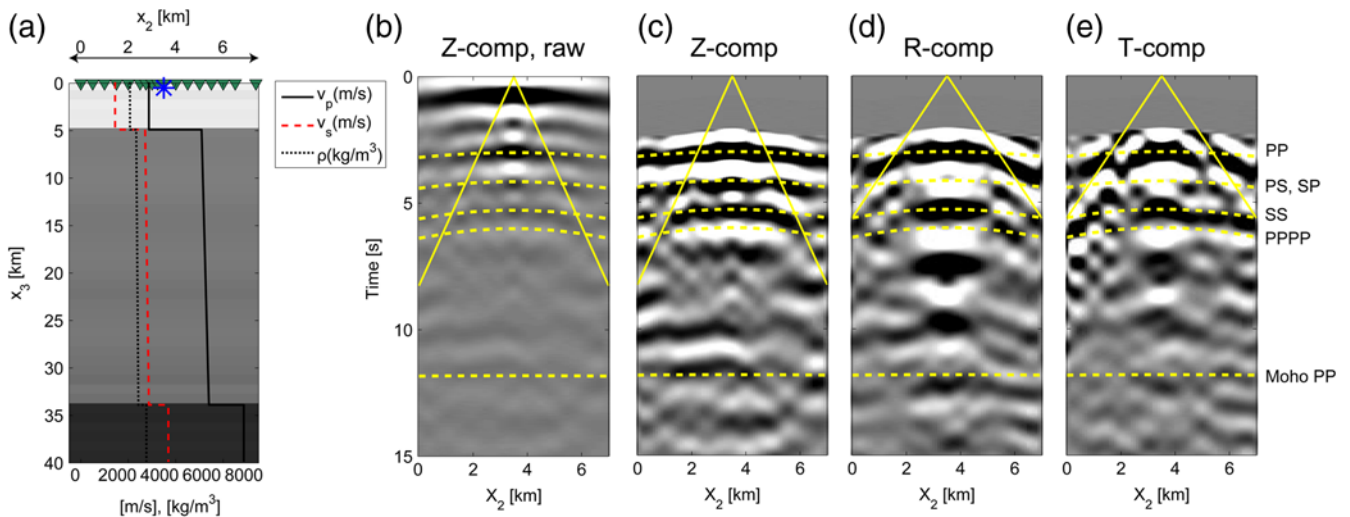 (a)
x₂ [km]
0 2 4 6
0
5
10
15
20
25
30
35
40
x₃ [km]
0 2000 4000 6000 8000
[m/s], [kg/m³]
vₚ(m/s)
vₛ(m/s)
ρ(kg/m³)
(b)
Z-comp, raw
0
5
10
15
Time [s]
0 2 4 6
X₂ [km]
(c)
Z-comp
0 2 4 6
X₂ [km]
(d)
R-comp
0 2 4 6
X₂ [km]
(e)
T-comp
0 2 4 6
X₂ [km]
PP
PS, SP
SS
PPPP
Moho PP